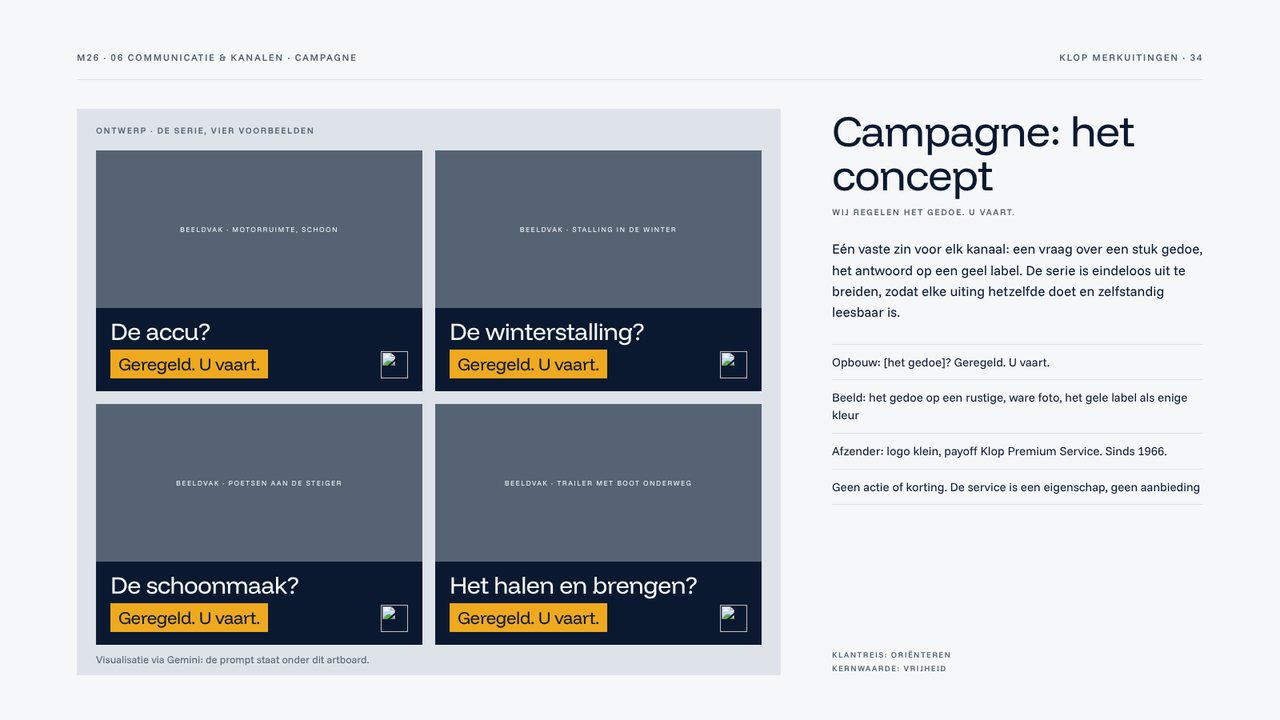 M26 · 06 COMMUNICATIE & KANALEN · CAMPAGNE
KLOP MERKUITINGEN · 34
ONTWERP · DE SERIE, VIER VOORBEELDEN
BEELDVAK · MOTORRUIMTE, SCHOON
De accu?
Geregeld. U vaart.
BEELDVAK · STALLING IN DE WINTER
De winterstalling?
Geregeld. U vaart.
BEELDVAK · POETSEN AAN DE STEIGER
De schoonmaak?
Geregeld. U vaart.
BEELDVAK · TRAILER MET BOOT ONDERWEG
Het halen en brengen?
Geregeld. U vaart.
Visualisatie via Gemini: de prompt staat onder dit artboard.
Campagne: het
concept
WIJ REGELEN HET GEDOE. U VAART.
Eén vaste zin voor elk kanaal: een vraag over een stuk gedoe,
het antwoord op een geel label. De serie is eindeloos uit te
breiden, zodat elke uiting hetzelfde doet en zelfstandig
leesbaar is.
Opbouw: [het gedoe]? Geregeld. U vaart.
Beeld: het gedoe op een rustige, ware foto, het gele label als enige
kleur
Afzender: logo klein, payoff Klop Premium Service. Sinds 1966.
Geen actie of korting. De service is een eigenschap, geen aanbieding
KLANTREIS: ORIËNTEREN
KERNWAARDE: VRIJHEID